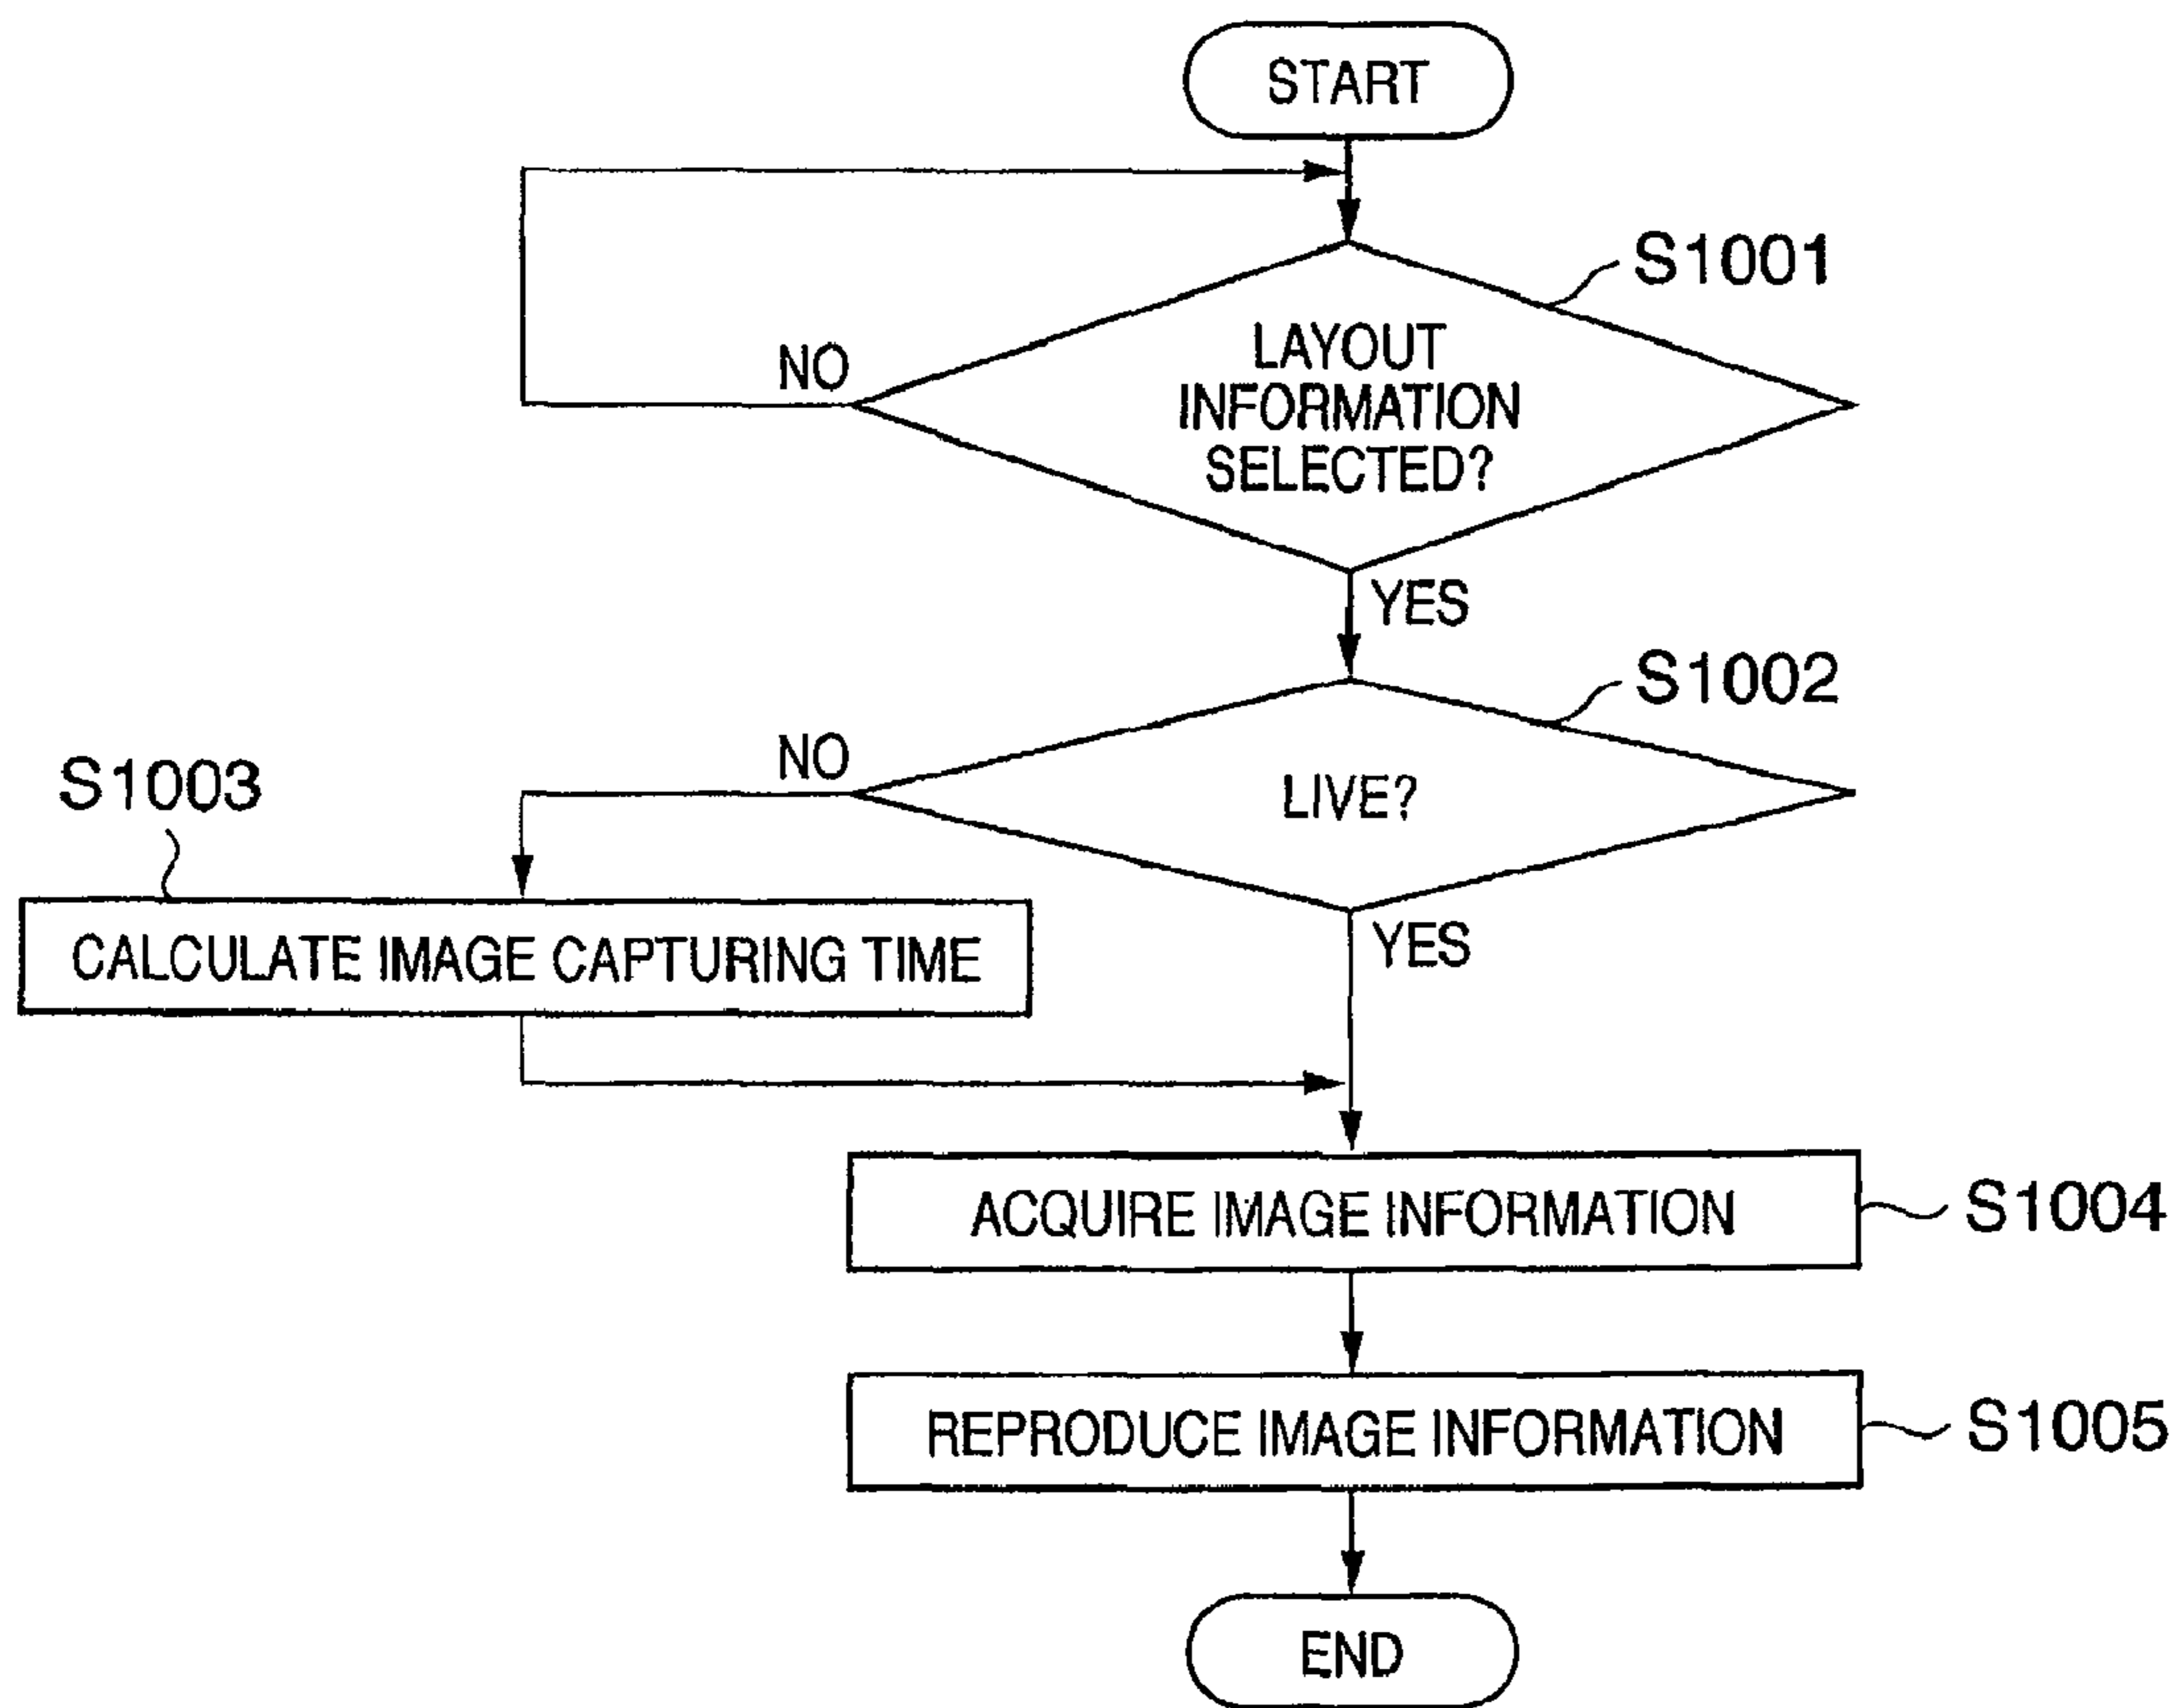 START
S1001
LAYOUT
INFORMATION
SELECTED?
NO
YES
S1002
LIVE?
NO
YES
S1003
CALCULATE IMAGE CAPTURING TIME
ACQUIRE IMAGE INFORMATION
S1004
REPRODUCE IMAGE INFORMATION
S1005
END